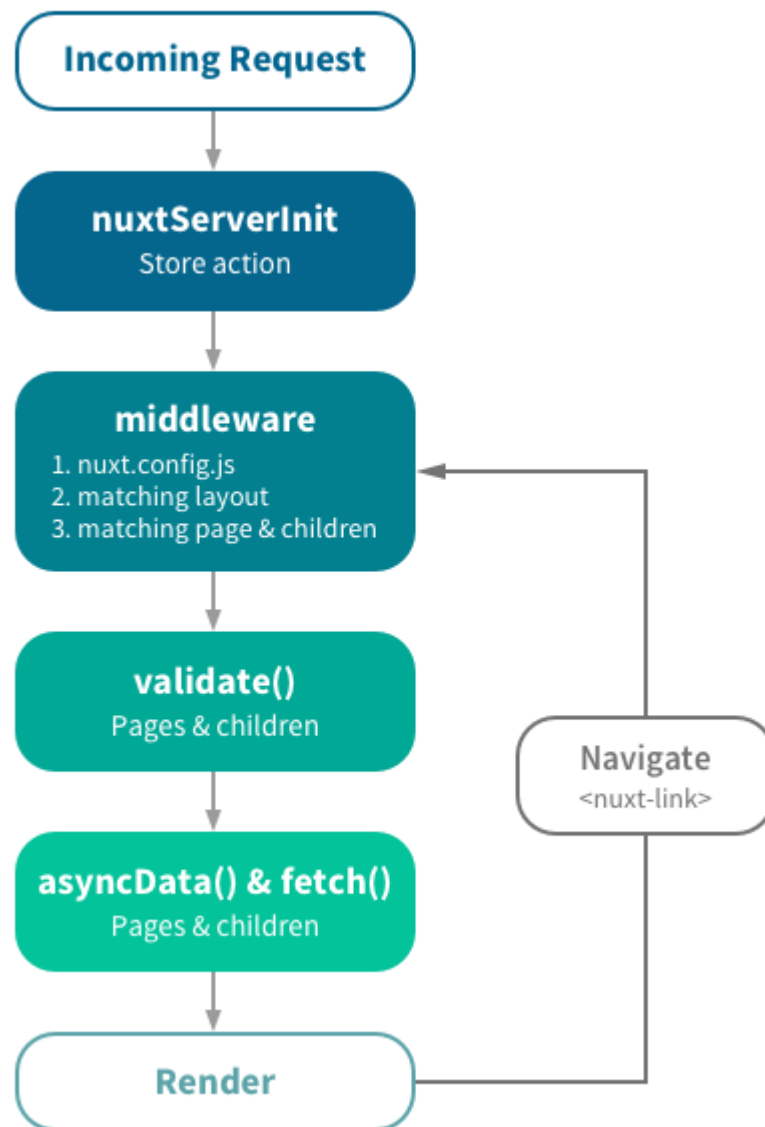 Incoming Request
nuxtServerInit
Store action
middleware
1. nuxt.config.js
2. matching layout
3. matching page & children
validate()
Pages & children
Navigate
<nuxt-link>
asyncData() & fetch()
Pages & children
Render